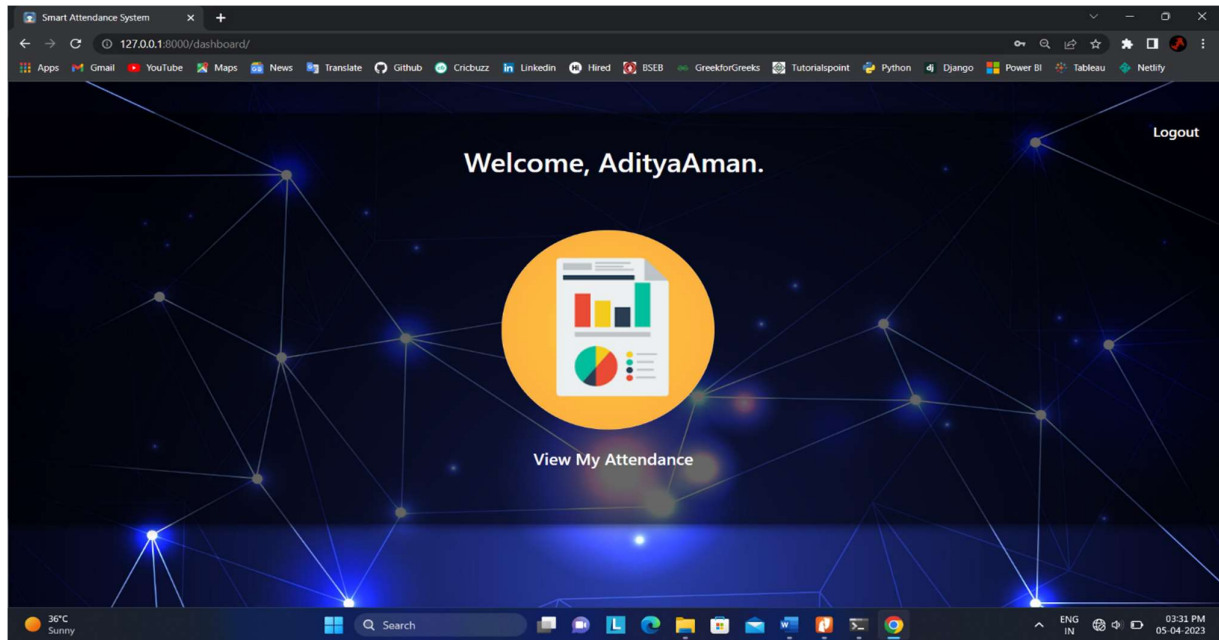 Smart Attendance System
127.0.0.1:8000/dashboard/
Apps Gmail YouTube Maps News Translate Github Cricbuzz Linkedin Hired BSEB GreekforGreeks Tutorialspoint Python Django Power BI Tableau Netlify
Logout
Welcome, AdityaAman.
View My Attendance
36°C
Sunny
Search
ENG
IN
03:31 PM
05-04-2023